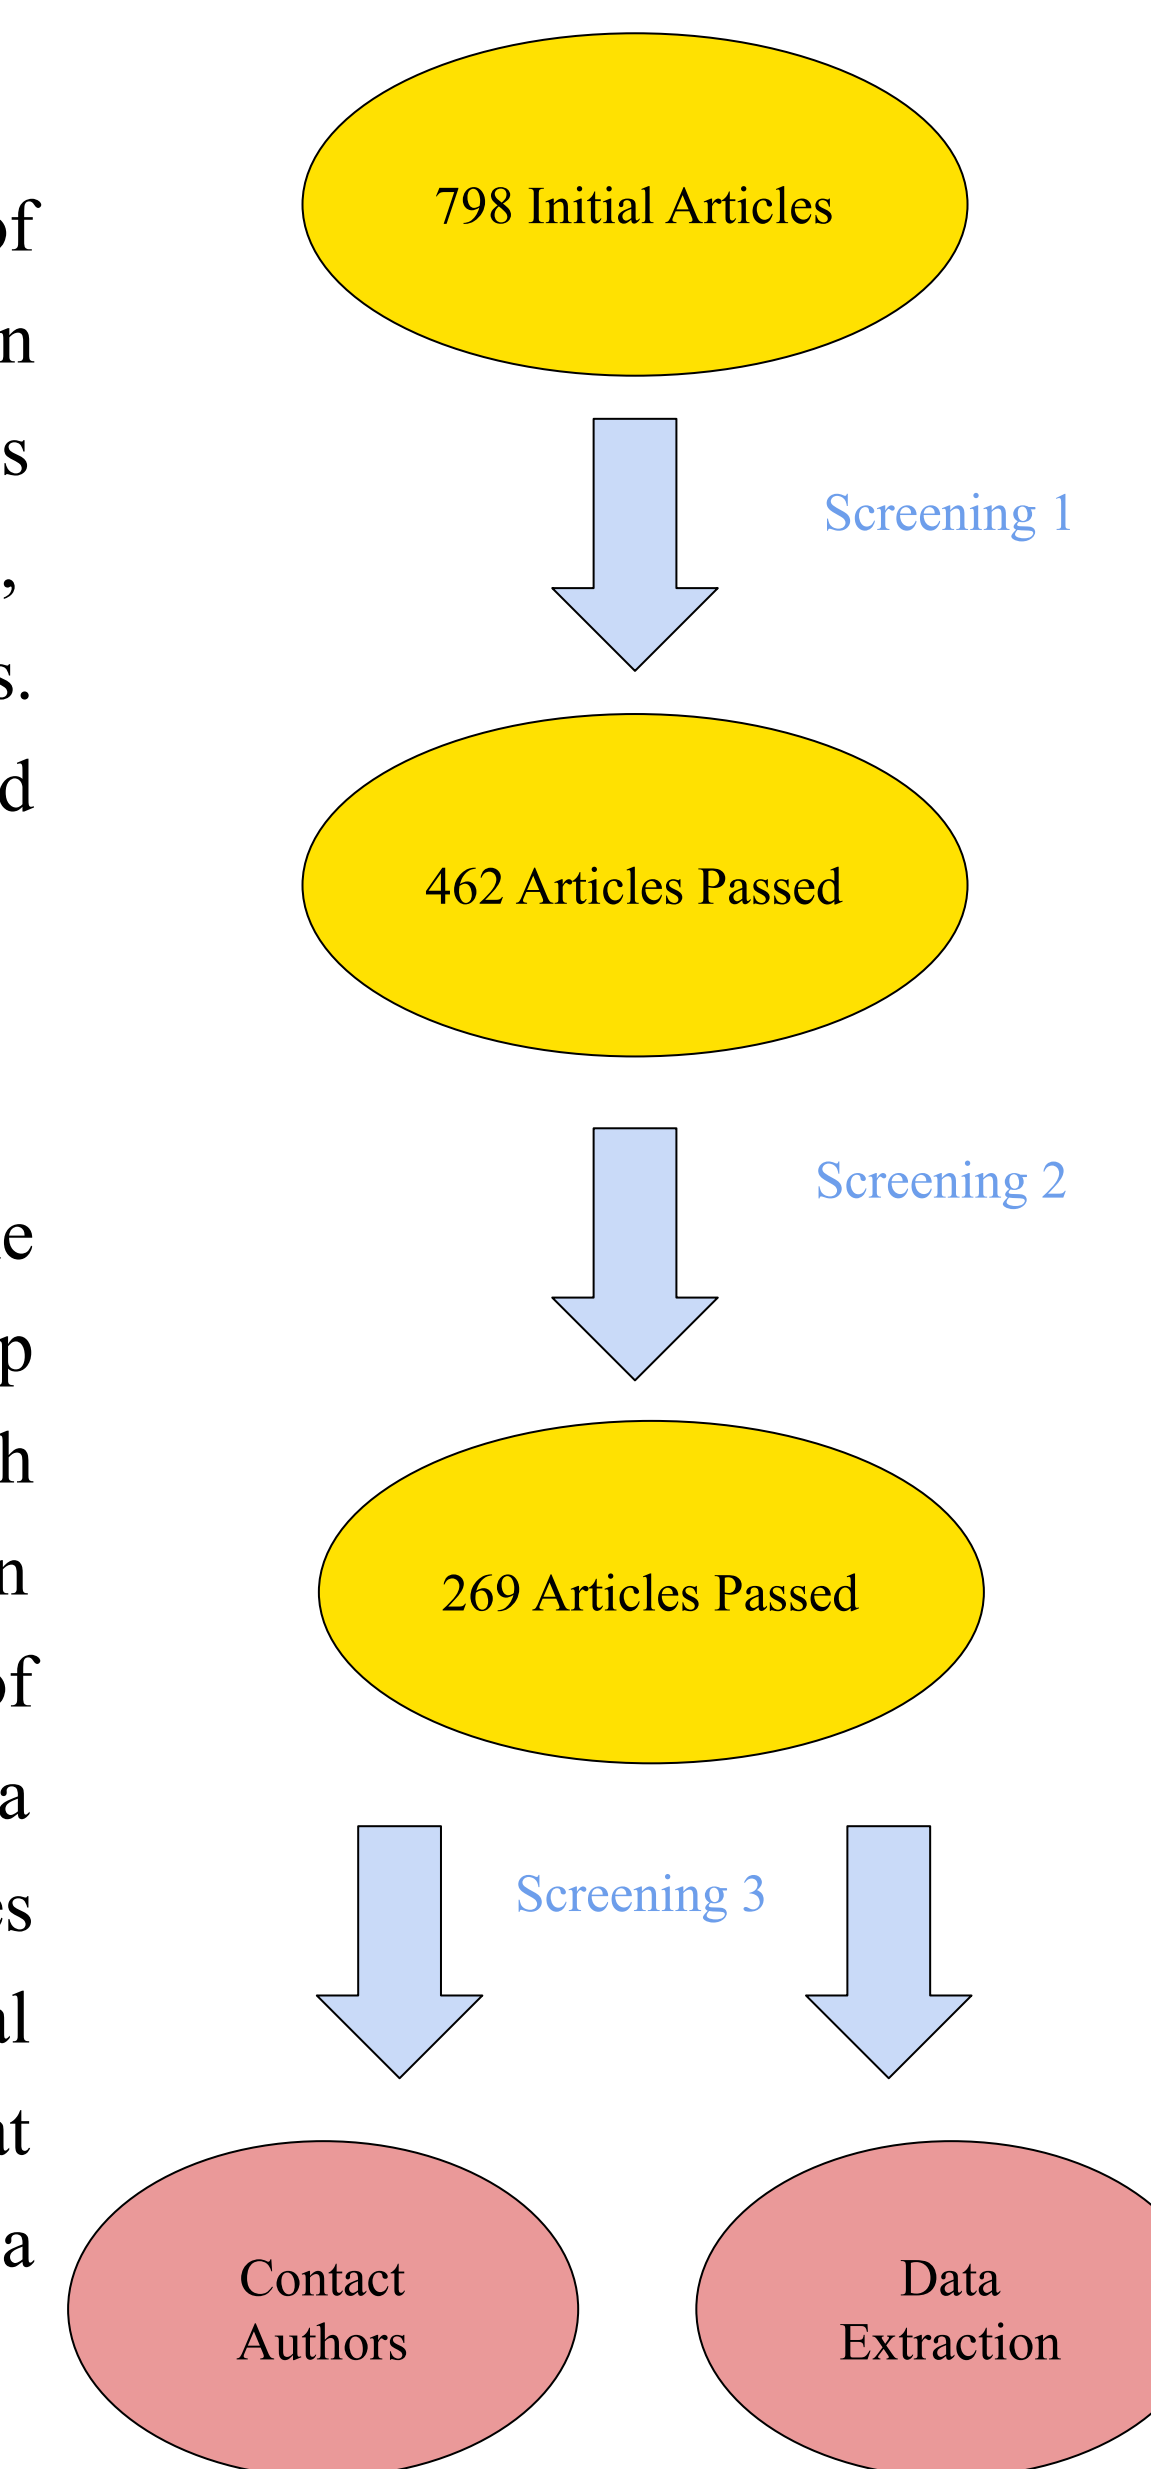 798 Initial Articles
Screening 1
462 Articles Passed
Screening 2
269 Articles Passed
Screening 3
Contact
Authors
Data
Extraction